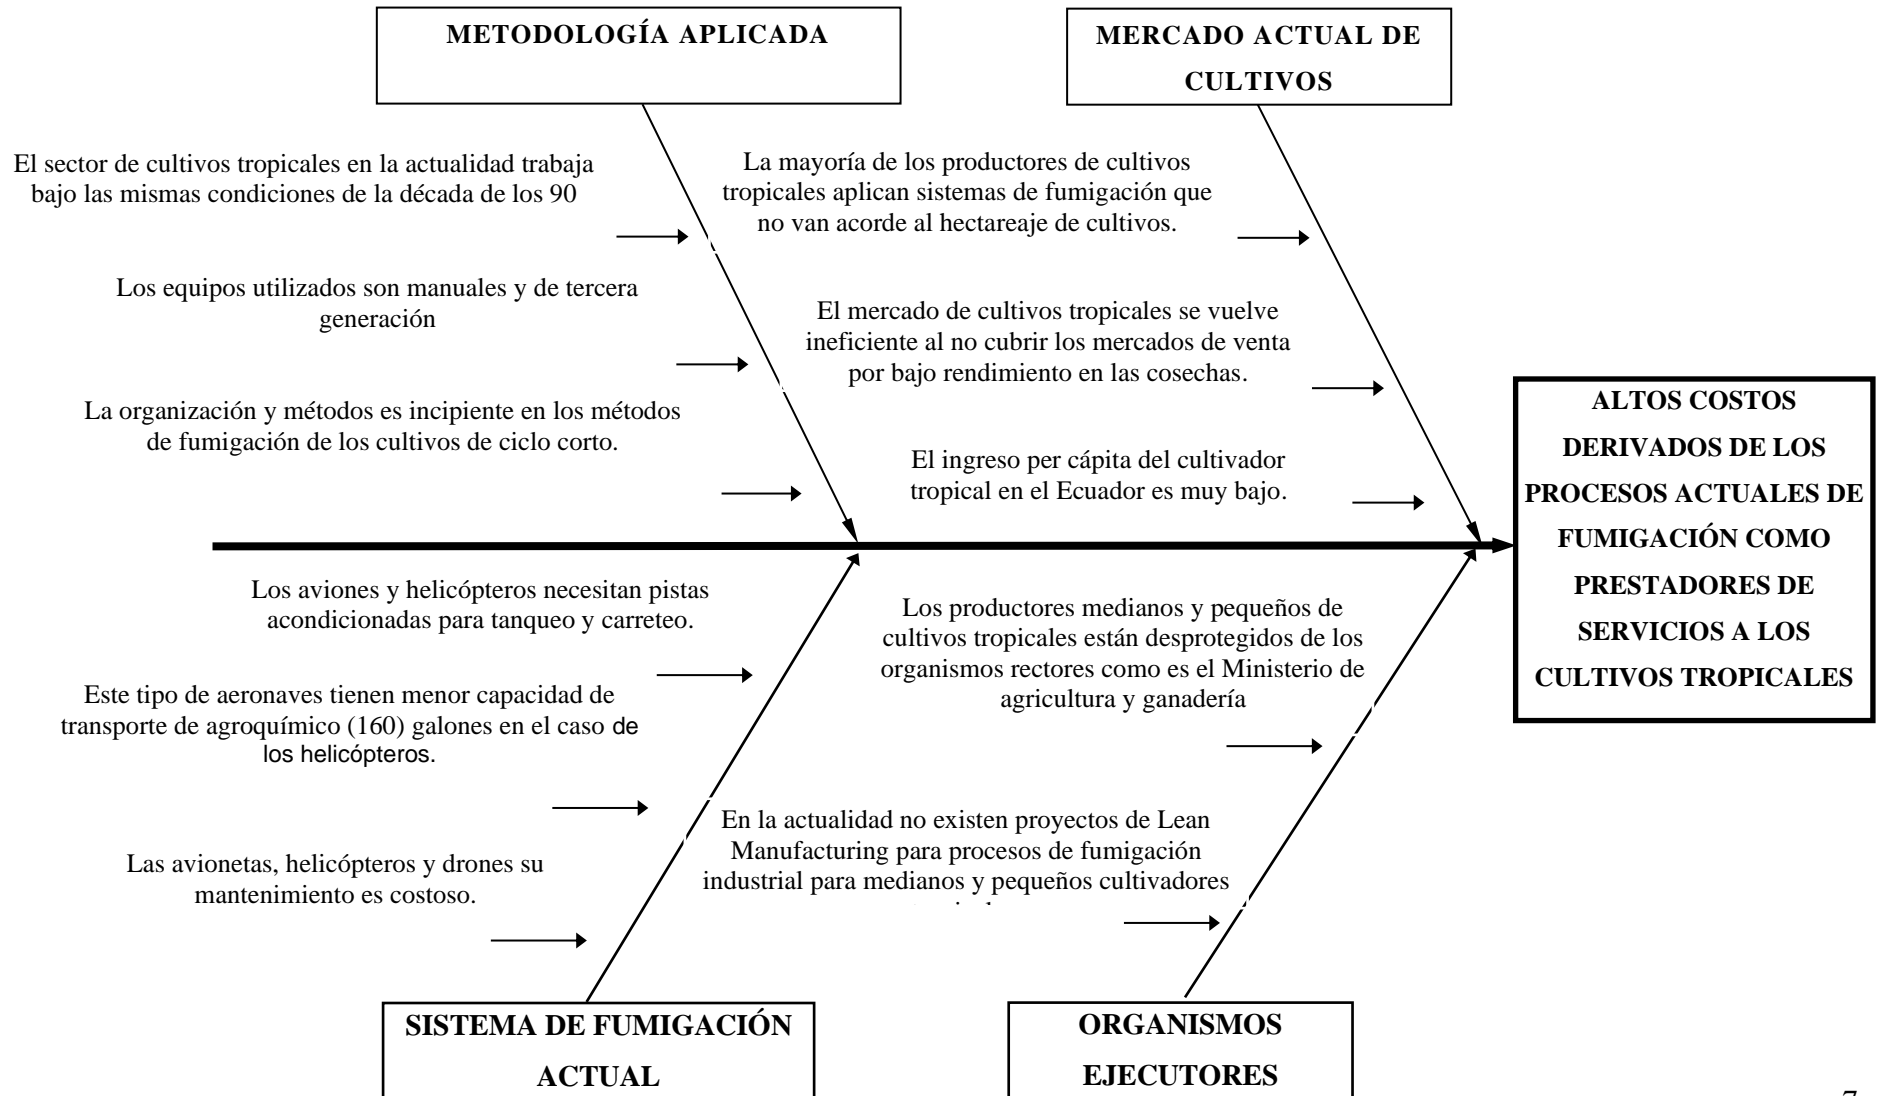 METODOLOGÍA APLICADA
MERCADO ACTUAL DE
CULTIVOS
El sector de cultivos tropicales en la actualidad trabaja
bajo las mismas condiciones de la década de los 90
Los equipos utilizados son manuales y de tercera
generación
La organización y métodos es incipiente en los métodos
de fumigación de los cultivos de ciclo corto.
La mayoría de los productores de cultivos
tropicales aplican sistemas de fumigación que
no van acorde al hectareaje de cultivos.
El mercado de cultivos tropicales se vuelve
ineficiente al no cubrir los mercados de venta
por bajo rendimiento en las cosechas.
El ingreso per cápita del cultivador
tropical en el Ecuador es muy bajo.
ALTOS COSTOS
DERIVADOS DE LOS
PROCESOS ACTUALES DE
FUMIGACIÓN COMO
PRESTADORES DE
SERVICIOS A LOS
CULTIVOS TROPICALES
Los aviones y helicópteros necesitan pistas
acondicionadas para tanqueo y carreteo.
Este tipo de aeronaves tienen menor capacidad de
transporte de agroquímico (160) galones en el caso de
los helicópteros.
Las avionetas, helicópteros y drones su
mantenimiento es costoso.
Los productores medianos y pequeños de
cultivos tropicales están desprotegidos de los
organismos rectores como es el Ministerio de
agricultura y ganadería
En la actualidad no existen proyectos de Lean
Manufacturing para procesos de fumigación
industrial para medianos y pequeños cultivadores
SISTEMA DE FUMIGACIÓN
ACTUAL
ORGANISMOS
EJECUTORES